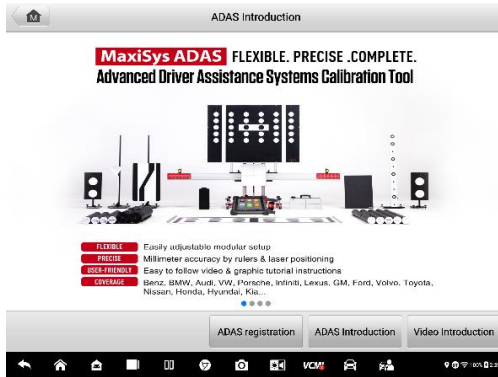 ADAS Introduction
MaxiSys ADAS FLEXIBLE. PRECISE .COMPLETE.
Advanced Driver Assistance Systems Calibration Tool
FLEXIBLE Easily adjustable modular setup
PRECISE Millimeter accuracy by rulers & laser positioning
USER-FRIENDLY Easy to follow video & graphic tutorial instructions
COVERAGE Benz, BMW, Audi, VW, Porsche, Infiniti, Lexus, GM, Ford, Volvo, Toyota,
Nissan, Honda, Hyundai, Kia...
ADAS registration ADAS Introduction Video Introduction
VCMI 100%